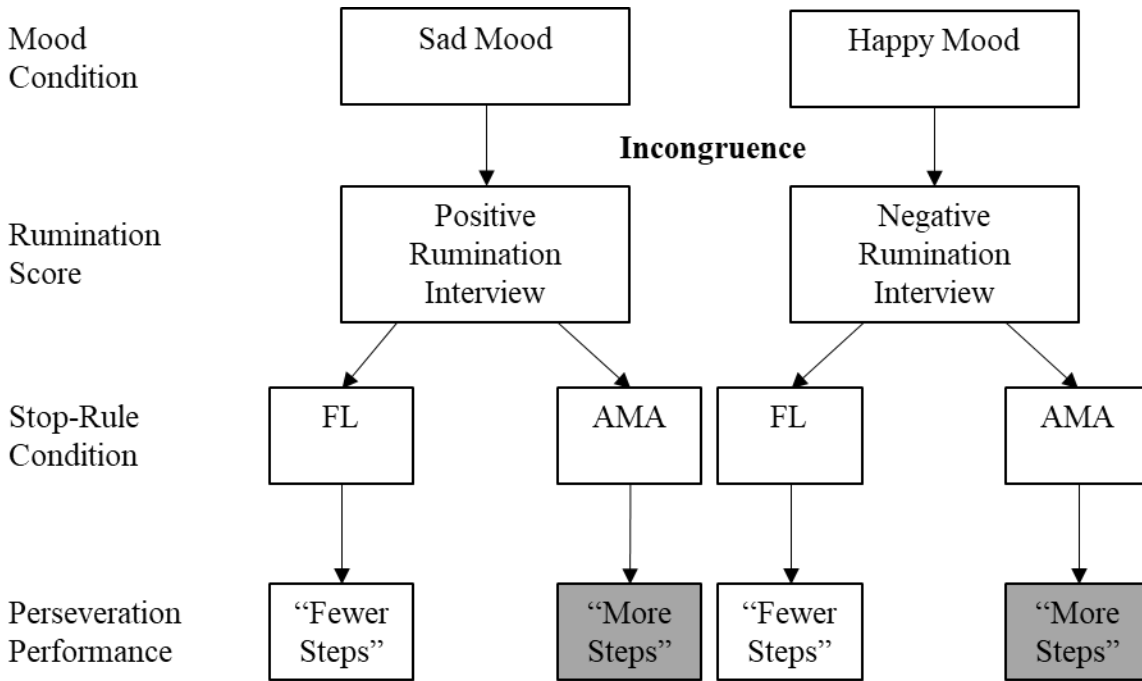 Mood
Condition
Sad Mood
Happy Mood
Incongruence
Rumination
Score
Positive
Rumination
Interview
Negative
Rumination
Interview
Stop-Rule
Condition
FL
AMA
FL
AMA
Perseveration
Performance
“Fewer
Steps”
“More
Steps”
“Fewer
Steps”
“More
Steps”